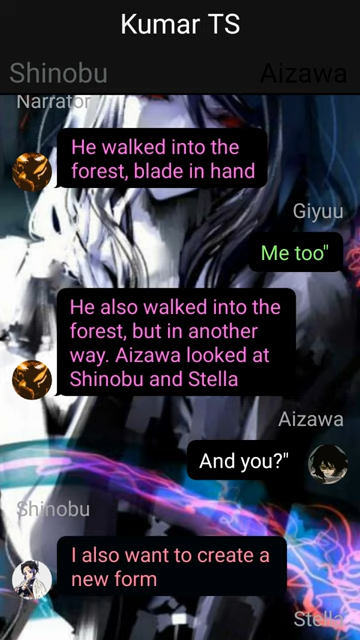 Kumar TS
Shinobu
Aizawa
Narrator
He walked into the
forest, blade in hand
Giyuu
Me too"
He also walked into the
forest, but in another
way. Aizawa looked at
Shinobu and Stella
Aizawa
And you?"
Shinobu
I also want to create a
new form
Stella